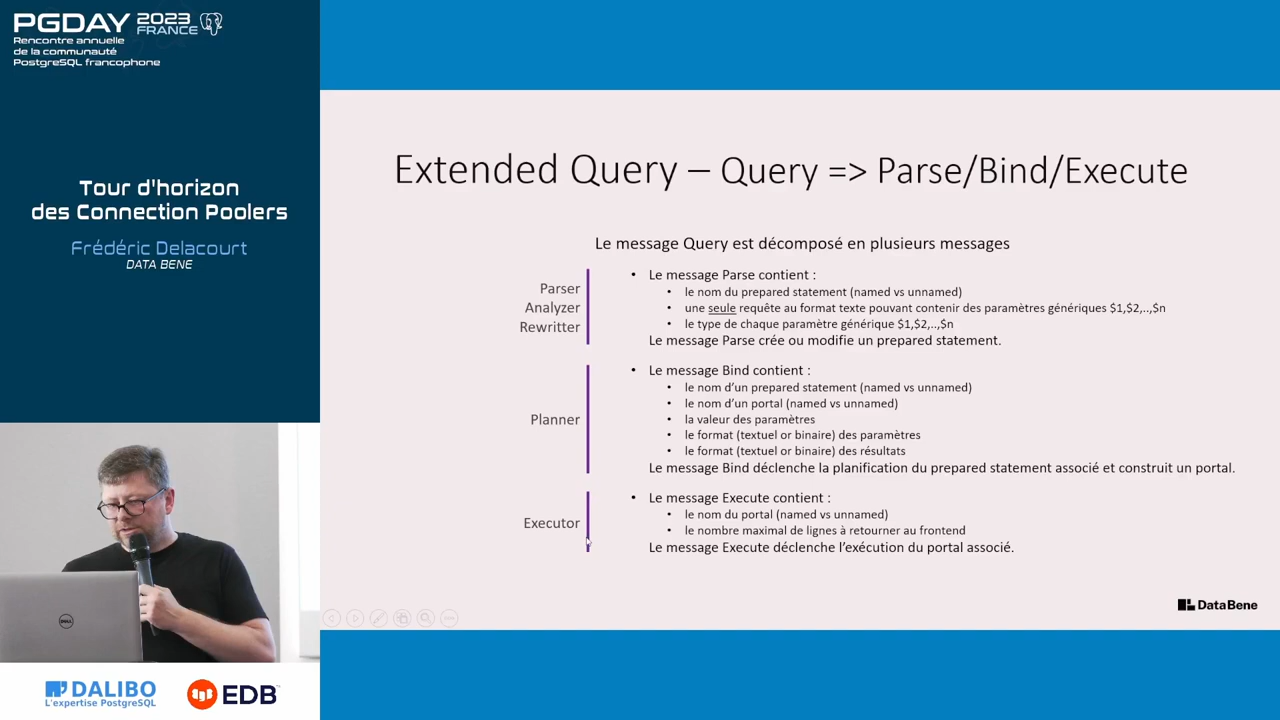 PGDAY 2023 FRANCE
Rencontre annuelle
de la communauté
PostgreSQL francophone
Tour d'horizon
des Connection Poolers
Frédéric Delacourt
DATA BENE
Extended Query – Query => Parse/Bind/Execute
Le message Query est décomposé en plusieurs messages
Parser
Analyzer
Rewritter
• Le message Parse contient :
• le nom du prepared statement (named vs unnamed)
• une seule requête au format texte pouvant contenir des paramètres génériques $1,$2,..,$n
• le type de chaque paramètre générique $1,$2,..,$n
Le message Parse crée ou modifie un prepared statement.
Planner
• Le message Bind contient :
• le nom d'un prepared statement (named vs unnamed)
• le nom d'un portal (named vs unnamed)
• la valeur des paramètres
• le format (textuel or binaire) des paramètres
• le format (textuel or binaire) des résultats
Le message Bind déclenche la planification du prepared statement associé et construit un portal.
Executor
• Le message Execute contient :
• le nom du portal (named vs unnamed)
• le nombre maximal de lignes à retourner au frontend
Le message Execute déclenche l'exécution du portal associé.
Data Bene
DELL
DALIBO
L'expertise PostgreSQL
EDB